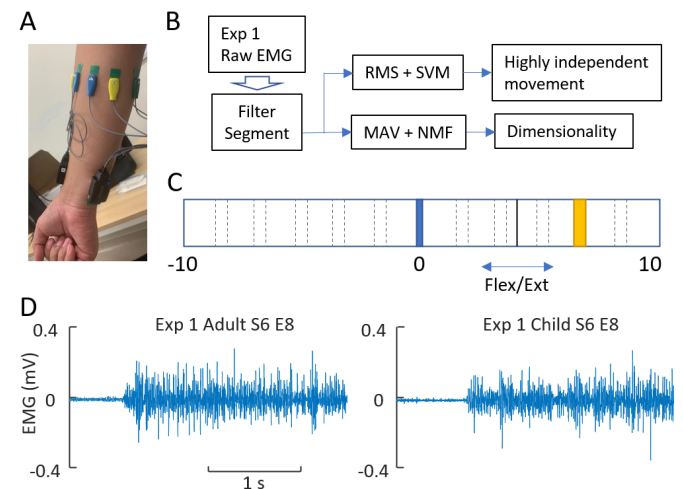 A
B
Exp 1
Raw EMG
Filter
Segment
RMS + SVM
Highly independent
movement
MAV + NMF
Dimensionality
C
-10
0
10
Flex/Ext
D
Exp 1 Adult S6 E8
Exp 1 Child S6 E8
0.4
0
-0.4
EMG (mV)
1 s
0.4
0
-0.4